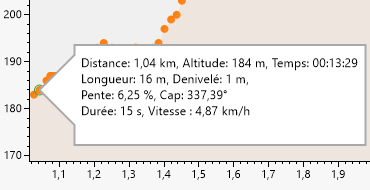 200
190
180
170
Distance: 1,04 km, Altitude: 184 m, Temps: 00:13:29
Longueur: 16 m, Denivelé: 1 m,
Pente: 6,25 %, Cap: 337,39°
Durée: 15 s, Vitesse : 4,87 km/h
1,1 1,2 1,3 1,4 1,5 1,6 1,7 1,8 1,9